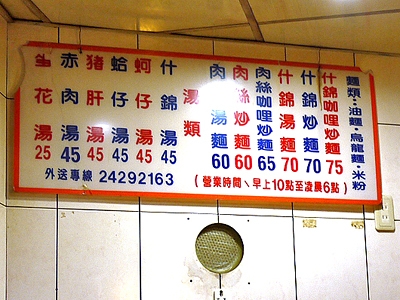 麵類:油麵·烏龍麵·米粉
什錦咖哩炒麵 75
什錦炒麵 70
什錦湯麵 70
肉絲咖哩炒麵 65
肉絲炒麵 60
肉絲湯麵 60
湯類
什錦湯 45
蚵仔湯 45
蛤仔湯 45
豬肝湯 45
赤肉湯 45
蛋花湯 25
外送專線 24292163
(營業時間、早上10點至凌晨6點)